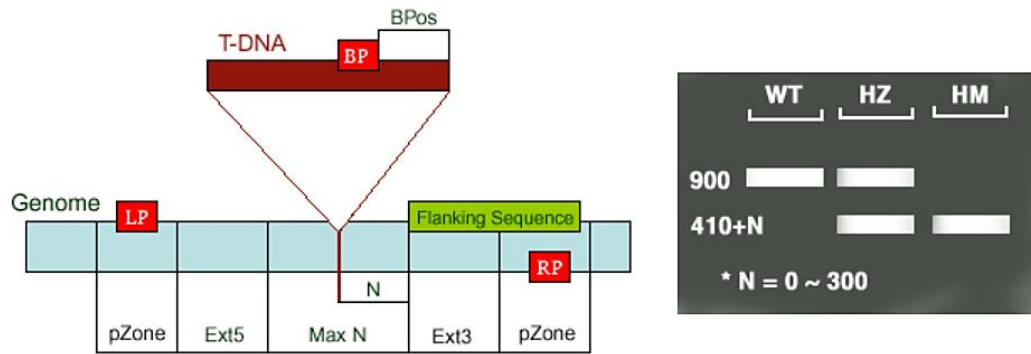 BPos
T-DNA
BP
Genome
LP
Flanking Sequence
RP
N
pZone Ext5 Max N Ext3 pZone
WT HZ HM
900
410+N
* N = 0 ~ 300